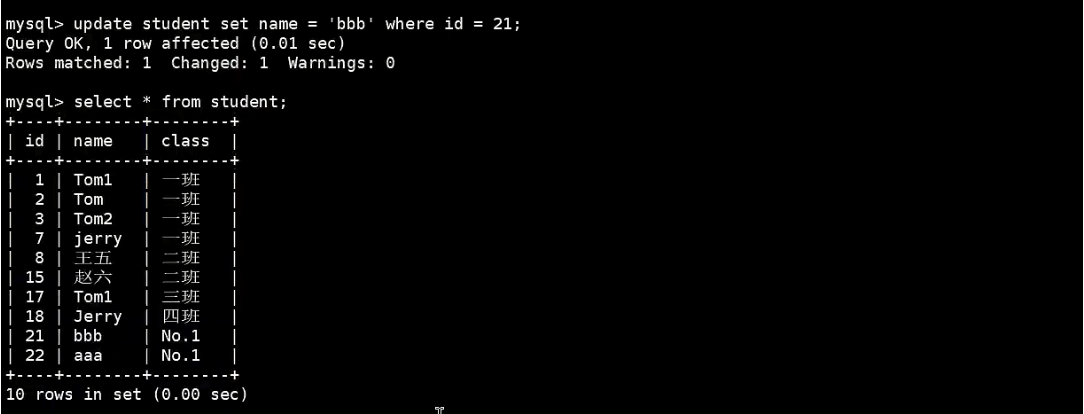 mysql> update student set name = 'bbb' where id = 21;
Query OK, 1 row affected (0.01 sec)
Rows matched: 1  Changed: 1  Warnings: 0
mysql> select * from student;
+----+--------+--------+
| id | name   | class  |
+----+--------+--------+
|  1 | Tom1   | 一班   |
|  2 | Tom    | 一班   |
|  3 | Tom2   | 一班   |
|  7 | jerry  | 一班   |
|  8 | 王五   | 二班   |
| 15 | 赵六   | 二班   |
| 17 | Tom1   | 三班   |
| 18 | Jerry  | 四班   |
| 21 | bbb    | No.1   |
| 22 | aaa    | No.1   |
+----+--------+--------+
10 rows in set (0.00 sec)